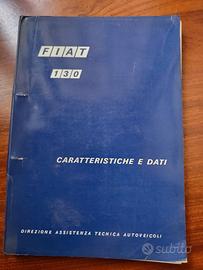 FIAT
130
CARATTERISTICHE E DATI
DIREZIONE ASSISTENZA TECNICA AUTOVEICOLI
subito